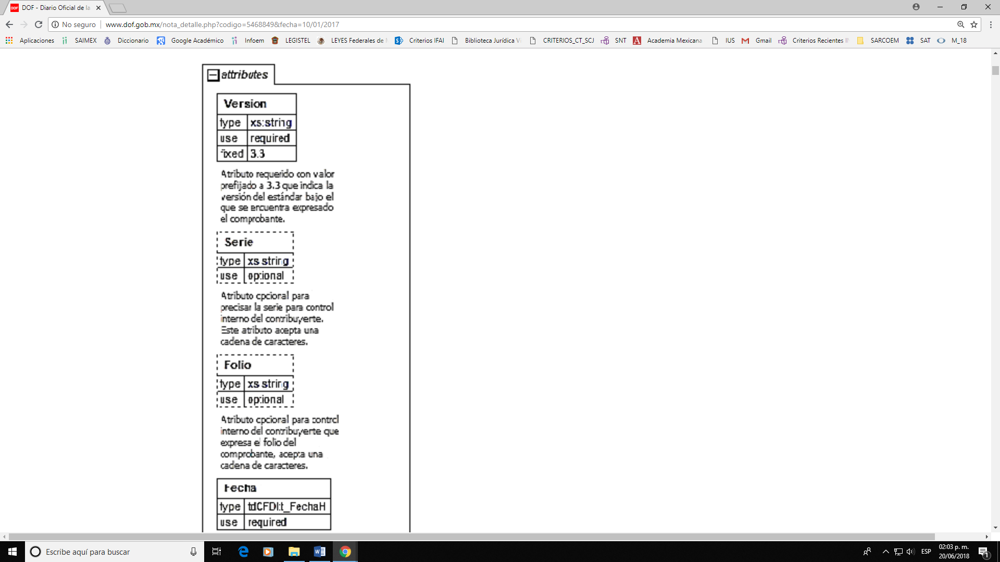 DOF - Diario Oficial de la
No seguro
www.dof.gob.mx/nota_detalle.php?codigo=5468849&fecha=10/01/2017
Aplicaciones SAIMEX Diccionario Google Académico Infoem LEGISTEL LEYES Federales de M Criterios IFAI Biblioteca Jurídica Vi CRITERIOS_CT_SCJ SNT Academia Mexicana IUS Gmail Criterios Recientes IN SARCOEM SAT M_18
attributes
Version
type xs:string
use required
fixed 3.3
Atributo requerido con valor
prefijado a 3.3 que indica la
versión del estándar bajo el
que se encuentra expresado
el comprobante.
Serie
type xs:string
use optional
Atributo opcional para
precisar la serie para control
interno del contribuyente.
Este atributo acepta una
cadena de caracteres.
Folio
type xs:string
use optional
Atributo opcional para control
interno del contribuyente que
expresa el folio del
comprobante, acepta una
cadena de caracteres.
Fecha
type tdCFDI:t_FechaH
use required
Escribe aquí para buscar
ESP
02:03 p. m.
20/06/2018
1